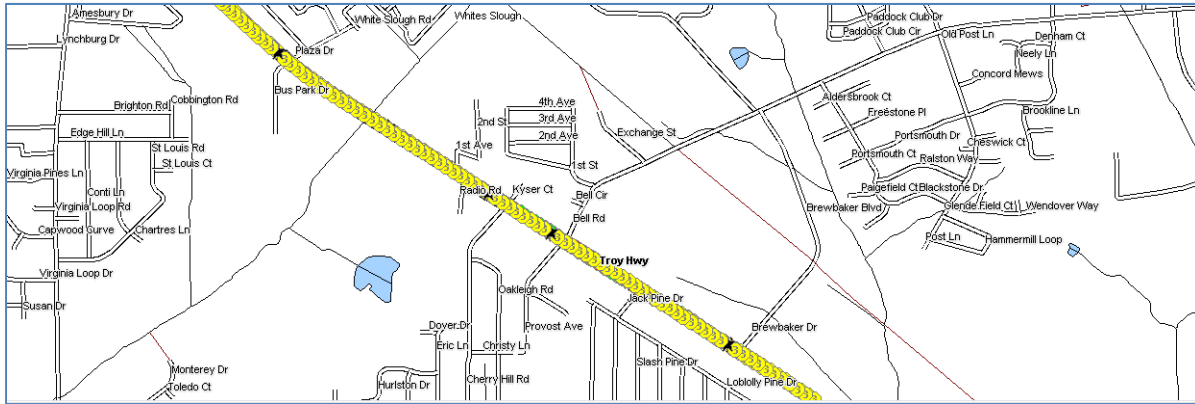 Amesbury Dr
White Slough Rd
Whites Slough
Paddock Club Dr
Paddock Club Cir
Old Post Ln
Denham Ct
Lynchburg Dr
Plaza Dr
Neely Ln
Concord Mews
Bus Park Dr
Brighton Rd
Cobbington Rd
4th Ave
3rd Ave
2nd Ave
2nd St
Aldersbrook Ct
Freestone Pl
Brookline Ln
Edge Hill Ln
Exchange St
Portsmouth Dr
Cheswick Ct
St Louis Rd
1st Ave
Portsmouth Ct
Ralston Way
St Louis Ct
1st St
Virginia Pines Ln
Conti Ln
Radio Rd
Kyser Ct
Bell Cir
Paigefield Ct
Blackstone Dr
Virginia Loop Rd
Brewbaker Blvd
Glende Field Ct
Wendover Way
Bell Rd
Capwood Curve
Chartres Ln
Post Ln
Hammermill Loop
Troy Hwy
Virginia Loop Dr
Oakleigh Rd
Jack Pine Dr
Susan Dr
Dover Dr
Provost Ave
Brewbaker Dr
Eric Ln
Christy Ln
Slash Pine Dr
Monterey Dr
Toledo Ct
Hurlston Dr
Cherry Hill Rd
Loblolly Pine Dr